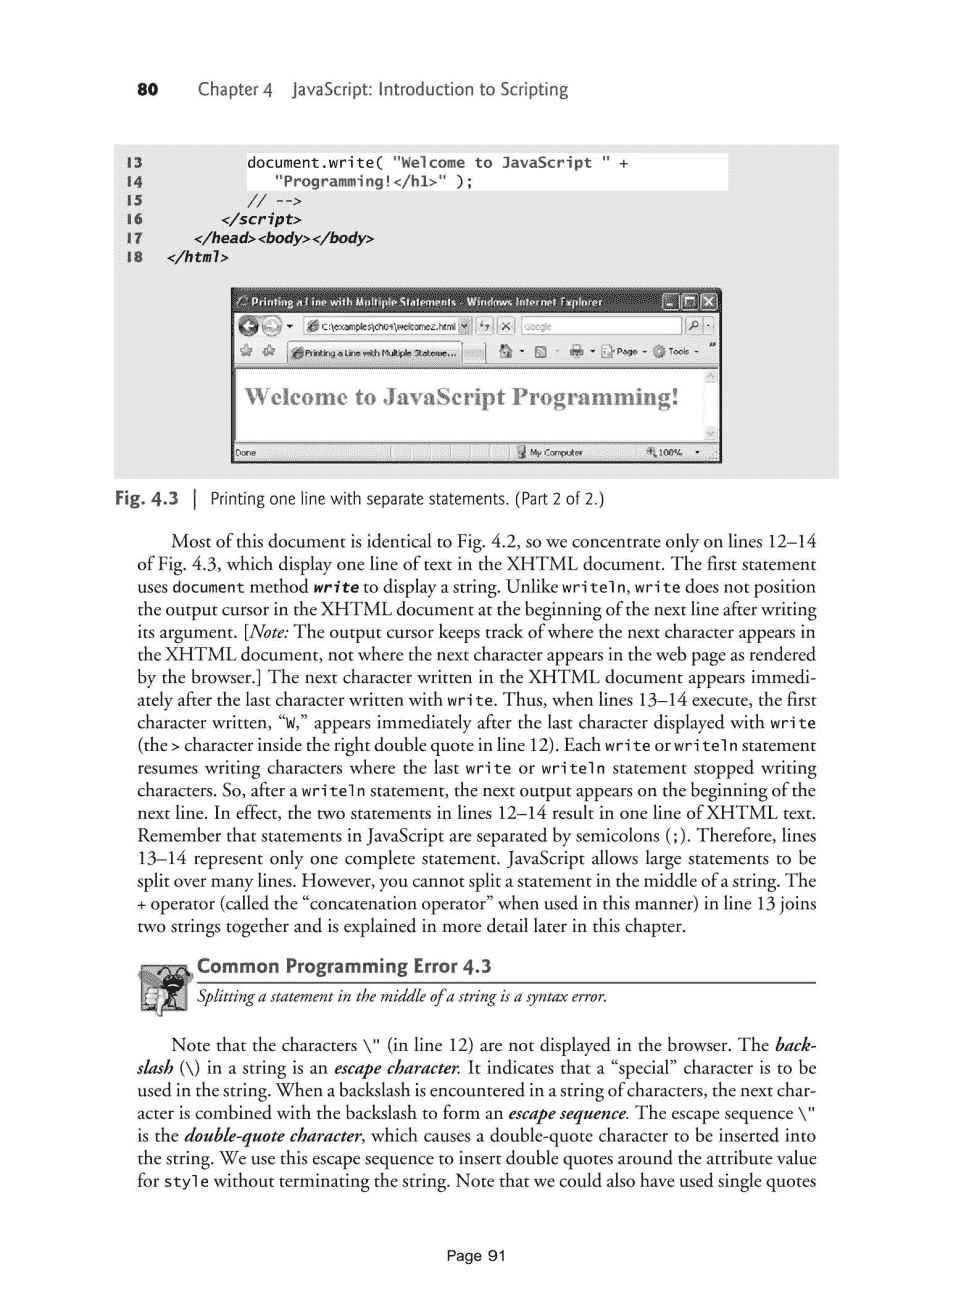 80 Chapter 4 JavaScript: Introduction to Scripting
13 document.write( "Welcome to JavaScript " +
14 "Programming!</h1>" );
15 // -->
16 </script>
17 </head><body></body>
18 </html>
Printing a Line with Multiple Statements - Windows Internet Explorer
C:\examples\ch04\welcome2.html Google
Printing a Line with Multiple Stateme... Page Tools
Welcome to JavaScript Programming!
Done My Computer 100%
Fig. 4.3 | Printing one line with separate statements. (Part 2 of 2.)
Most of this document is identical to Fig. 4.2, so we concentrate only on lines 12–14
of Fig. 4.3, which display one line of text in the XHTML document. The first statement
uses document method write to display a string. Unlike writeln, write does not position
the output cursor in the XHTML document at the beginning of the next line after writing
its argument. [Note: The output cursor keeps track of where the next character appears in
the XHTML document, not where the next character appears in the web page as rendered
by the browser.] The next character written in the XHTML document appears immedi-
ately after the last character written with write. Thus, when lines 13–14 execute, the first
character written, “W,” appears immediately after the last character displayed with write
(the > character inside the right double quote in line 12). Each write or writeln statement
resumes writing characters where the last write or writeln statement stopped writing
characters. So, after a writeln statement, the next output appears on the beginning of the
next line. In effect, the two statements in lines 12–14 result in one line of XHTML text.
Remember that statements in JavaScript are separated by semicolons (;). Therefore, lines
13–14 represent only one complete statement. JavaScript allows large statements to be
split over many lines. However, you cannot split a statement in the middle of a string. The
+ operator (called the “concatenation operator” when used in this manner) in line 13 joins
two strings together and is explained in more detail later in this chapter.
Common Programming Error 4.3
Splitting a statement in the middle of a string is a syntax error.
Note that the characters \" (in line 12) are not displayed in the browser. The back-
slash (\) in a string is an escape character. It indicates that a “special” character is to be
used in the string. When a backslash is encountered in a string of characters, the next char-
acter is combined with the backslash to form an escape sequence. The escape sequence \"
is the double-quote character, which causes a double-quote character to be inserted into
the string. We use this escape sequence to insert double quotes around the attribute value
for style without terminating the string. Note that we could also have used single quotes
Page 91